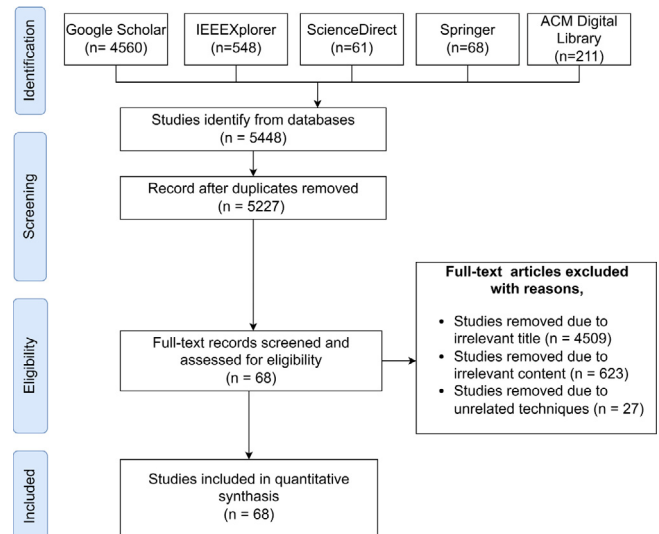 Identification
Google Scholar
(n= 4560)
IEEEXplorer
(n=548)
ScienceDirect
(n=61)
Springer
(n=68)
ACM Digital
Library
(n=211)
Studies identify from databases
(n = 5448)
Screening
Record after duplicates removed
(n = 5227)
Eligibility
Full-text records screened and
assessed for eligibility
(n = 68)
Full-text articles excluded
with reasons,
• Studies removed due to
irrelevant title (n = 4509)
• Studies removed due to
irrelevant content (n = 623)
• Studies removed due to
unrelated techniques (n = 27)
Included
Studies included in quantitative
synthasis
(n = 68)